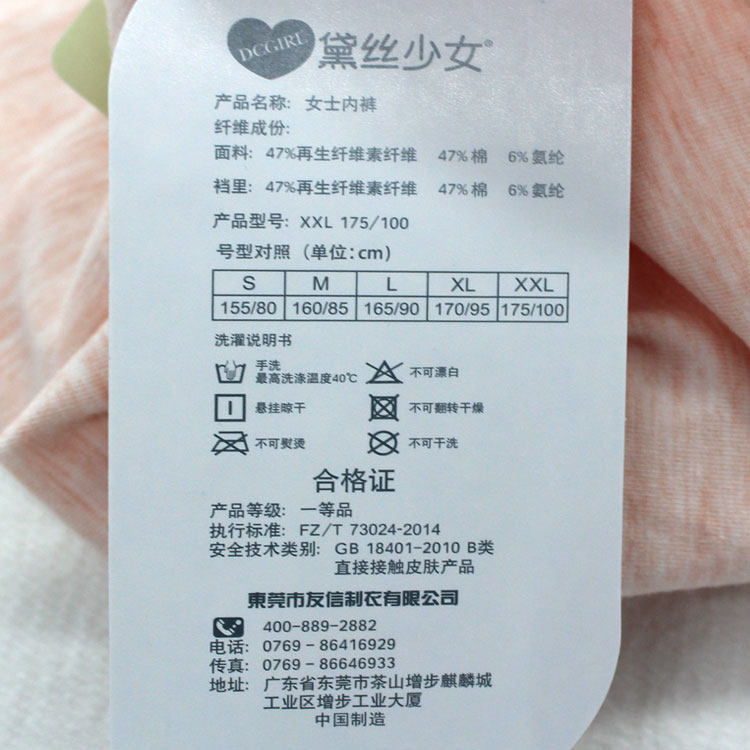 DCGIRL 黛丝少女®
产品名称: 女士内裤
纤维成份:
面料: 47%再生纤维素纤维 47%棉 6%氨纶
裆里: 47%再生纤维素纤维 47%棉 6%氨纶
产品型号: XXL 175/100
号型对照 (单位:cm)
S M L XL XXL
155/80 160/85 165/90 170/95 175/100
洗濯说明书
手洗
最高洗涤温度40℃ 不可漂白
悬挂晾干 不可翻转干燥
不可熨烫 不可干洗
合格证
产品等级: 一等品
执行标准: FZ/T 73024-2014
安全技术类别: GB 18401-2010 B类
直接接触皮肤产品
東莞市友信制衣有限公司
400-889-2882
电话: 0769-86416929
传真: 0769-86646933
地址: 广东省东莞市茶山增步麒麟城
工业区增步工业大厦
中国制造